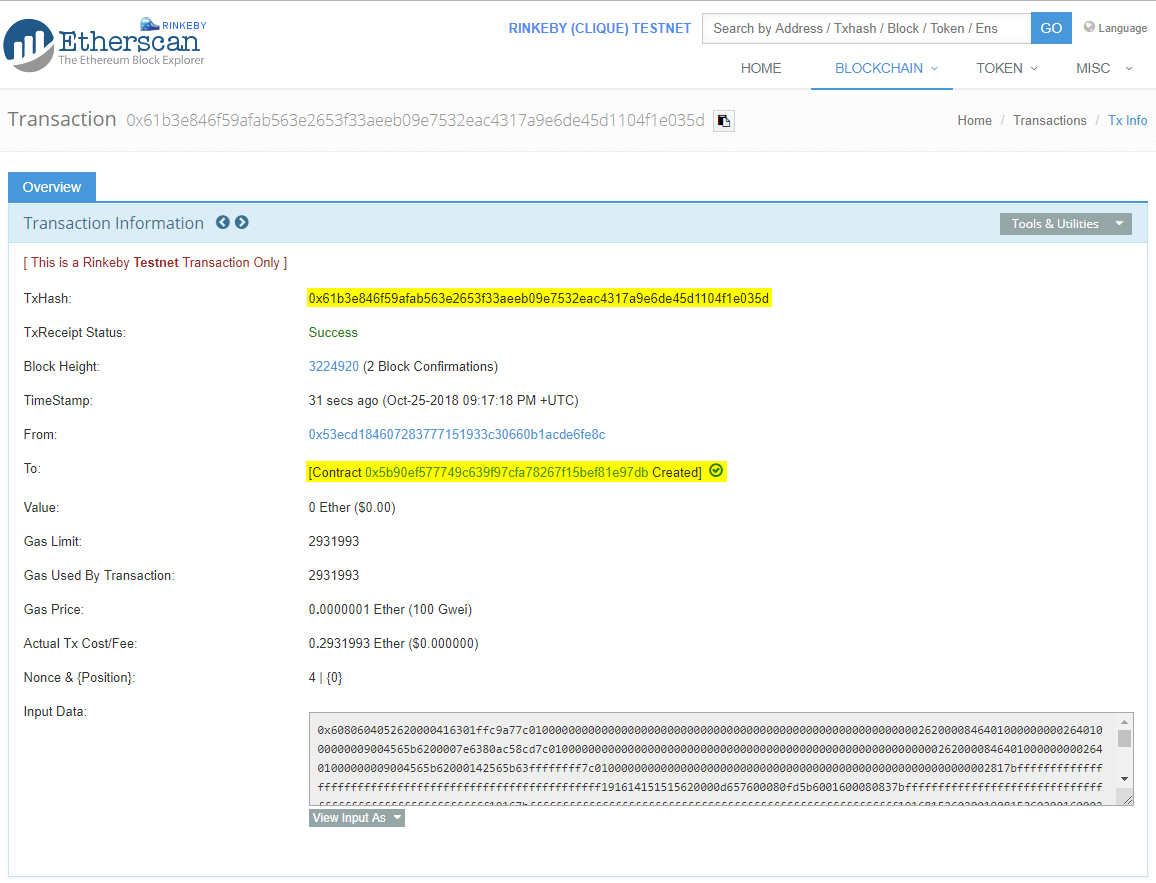 RINKEBY
Etherscan
The Ethereum Block Explorer
RINKEBY (CLIQUE) TESTNET
Search by Address / Txhash / Block / Token / Ens
GO
Language
HOME
BLOCKCHAIN
TOKEN
MISC
Transaction 0x61b3e846f59afab563e2653f33aeeb09e7532eac4317a9e6de45d1104f1e035d
Home / Transactions / Tx Info
Overview
Transaction Information
Tools & Utilities
[ This is a Rinkeby Testnet Transaction Only ]
TxHash: 0x61b3e846f59afab563e2653f33aeeb09e7532eac4317a9e6de45d1104f1e035d
TxReceipt Status: Success
Block Height: 3224920 (2 Block Confirmations)
TimeStamp: 31 secs ago (Oct-25-2018 09:17:18 PM +UTC)
From: 0x53ecd184607283777151933c30660b1acde6fe8c
To: [Contract 0x5b90ef577749c639f97cfa78267f15bef81e97db Created]
Value: 0 Ether ($0.00)
Gas Limit: 2931993
Gas Used By Transaction: 2931993
Gas Price: 0.0000001 Ether (100 Gwei)
Actual Tx Cost/Fee: 0.2931993 Ether ($0.000000)
Nonce & {Position}: 4 | {0}
Input Data:
View Input As